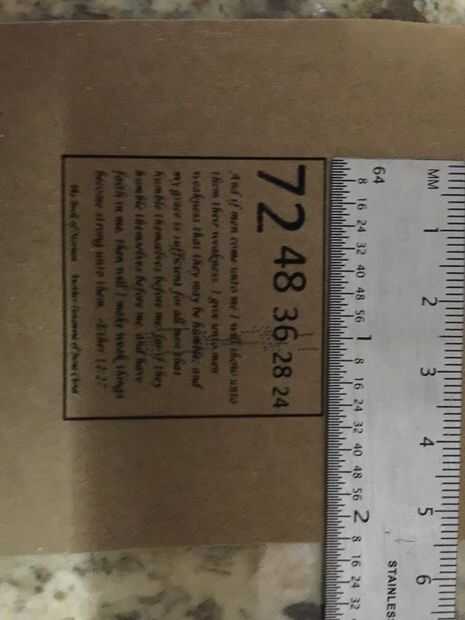 MM 1 2 3 4 5 6
STAINLES
64 8 16 24 32 40 48 56 1 8 16 24 32 40 48 56 2 8 16 24 32
72 48 36 28 24
And if men come unto me I will show unto
them their weakness. I give unto men
weakness that they may be humble; and
my grace is sufficient for all men that
humble themselves before me; for if they
humble themselves before me, and have
faith in me, then will I make weak things
become strong unto them. -Ether 12:27
The Book of Mormon Another Testament of Jesus Christ